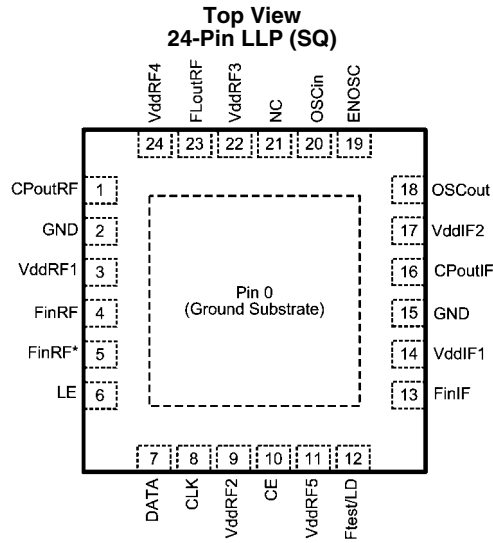 Top View
24-Pin LLP (SQ)
VddRF4
FLoutRF
VddRF3
NC
OSCin
ENOSC
24 23 22 21 20 19
CPoutRF 1
GND 2
VddRF1 3
FinRF 4
FinRF* 5
LE 6
Pin 0
(Ground Substrate)
18 OSCout
17 VddIF2
16 CPoutIF
15 GND
14 VddIF1
13 FinIF
7 8 9 10 11 12
DATA
CLK
VddRF2
CE
VddRF5
Ftest/LD